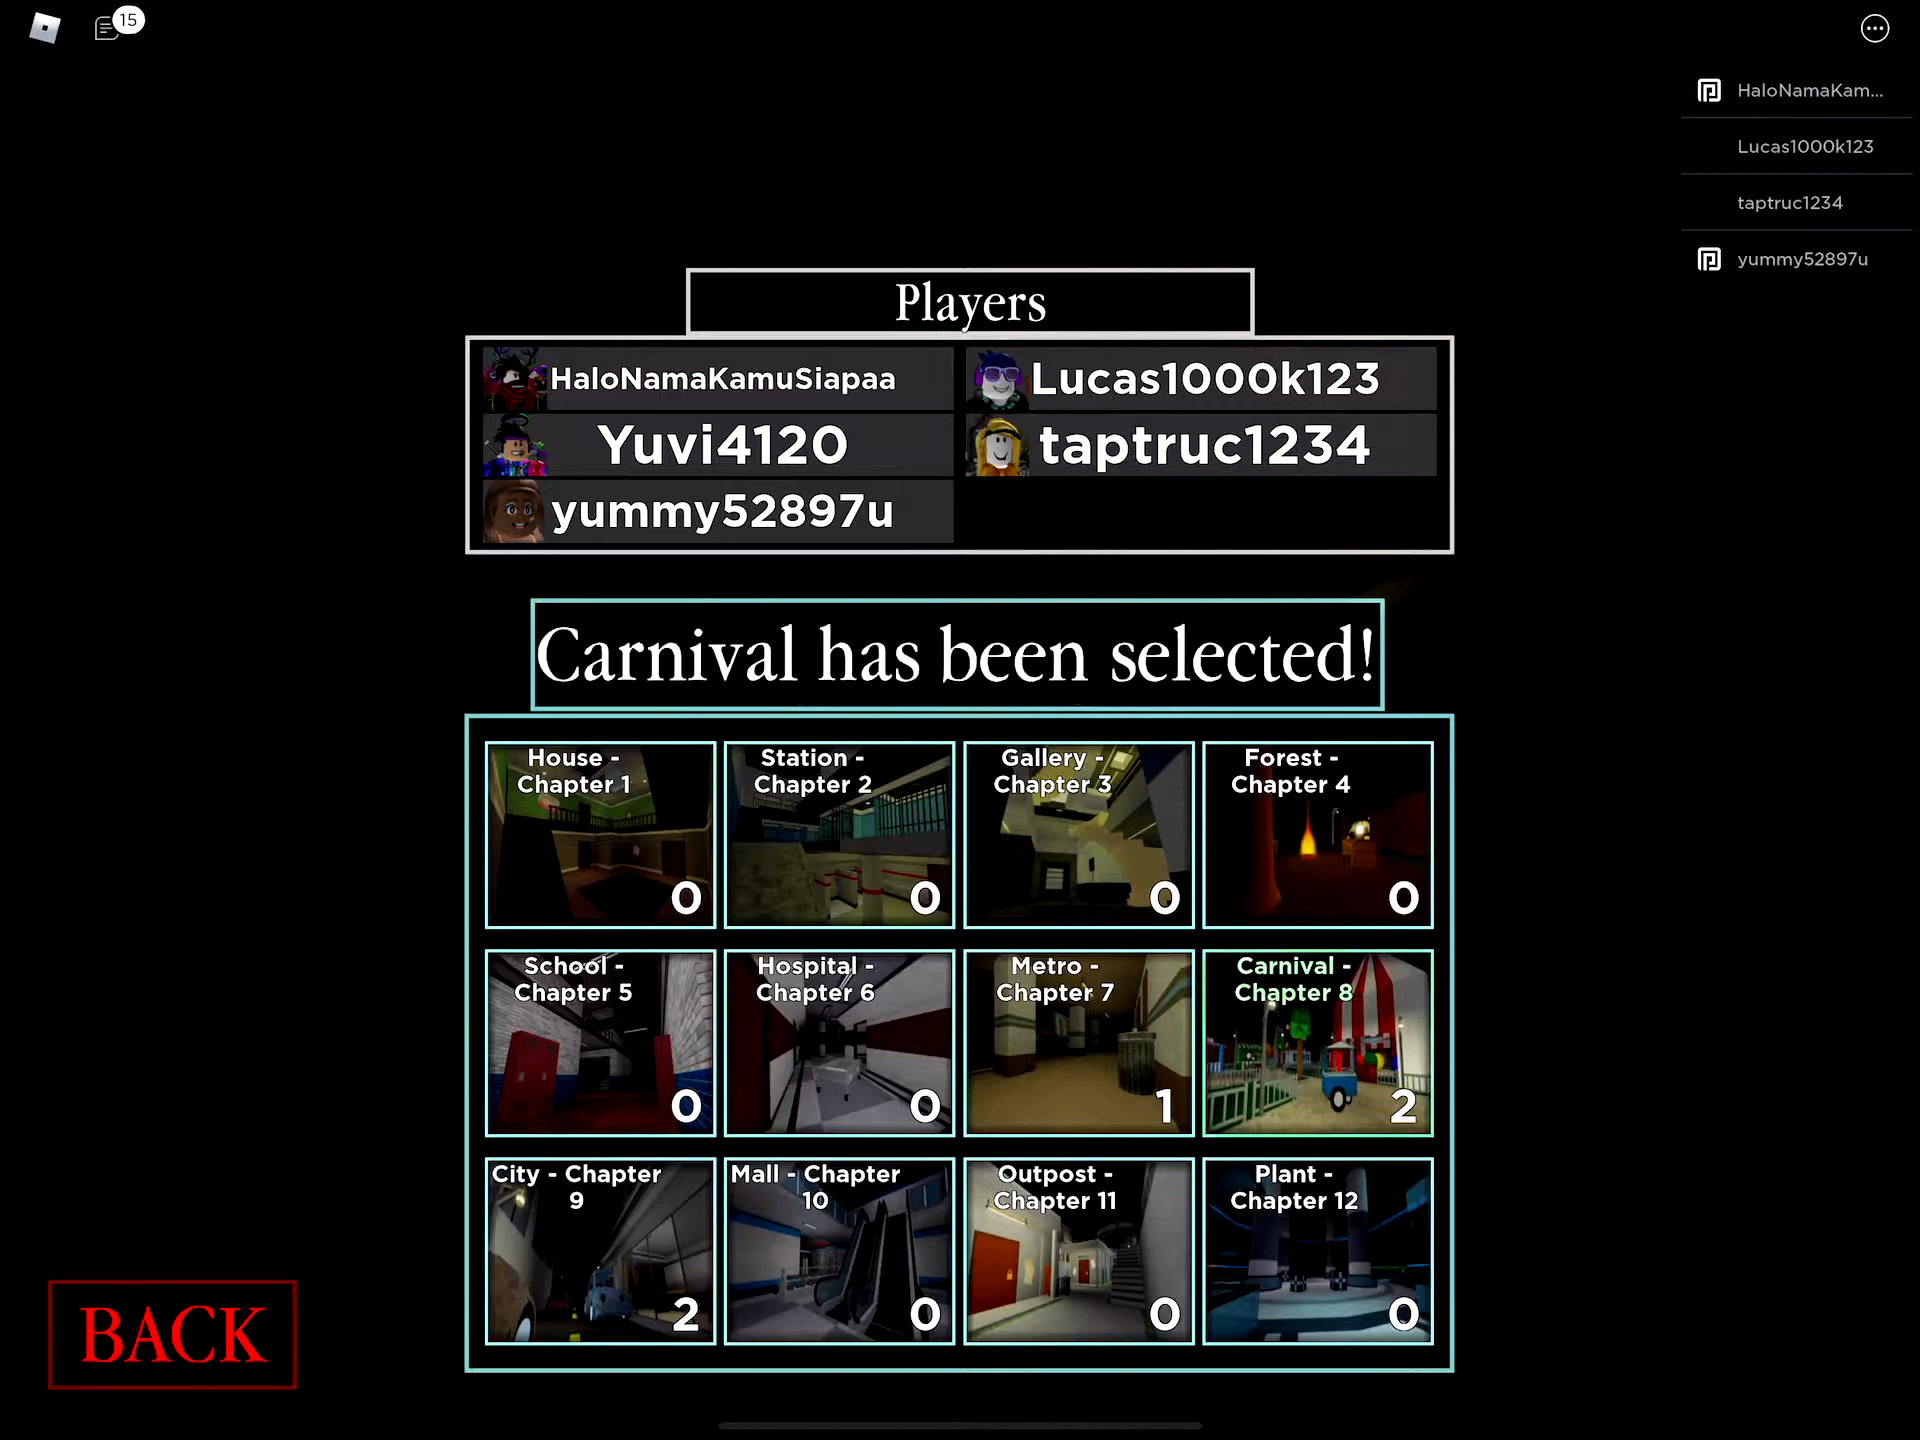 15
HaloNamaKam...
Lucas1000k123
taptruc1234
yummy52897u
Players
HaloNamaKamuSiapaa
Lucas1000k123
Yuvi4120
taptruc1234
yummy52897u
Carnival has been selected!
House -
Chapter 1
0
Station -
Chapter 2
0
Gallery -
Chapter 3
0
Forest -
Chapter 4
0
School -
Chapter 5
0
Hospital -
Chapter 6
0
Metro -
Chapter 7
1
Carnival -
Chapter 8
2
City - Chapter
9
2
Mall - Chapter
10
0
Outpost -
Chapter 11
0
Plant -
Chapter 12
0
BACK